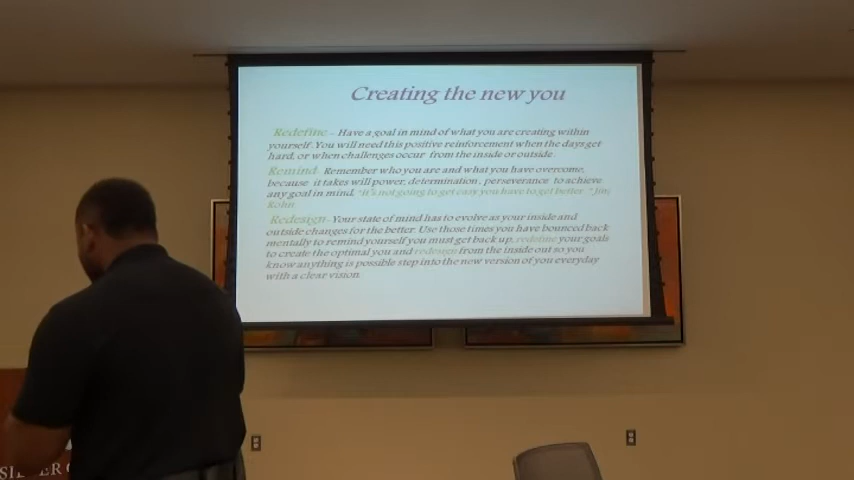 Creating the new you
Redefine - Have a goal in mind of what you are creating within
yourself. You will need this positive reinforcement when the days get
hard, or when challenges occur from the inside or outside.
Remind- Remember who you are and what you have overcome,
because it takes will power, determination, perseverance to achieve
any goal in mind, "it's not going to get easy you have to get better." Jim
Rohn
Redesign- Your state of mind has to evolve as your inside and
outside changes for the better. Use those times you have bounced back
mentally to remind yourself you must get back up, redefine your goals
to create the optimal you and redesign from the inside out so you
know anything is possible step into the new version of you everyday
with a clear vision.